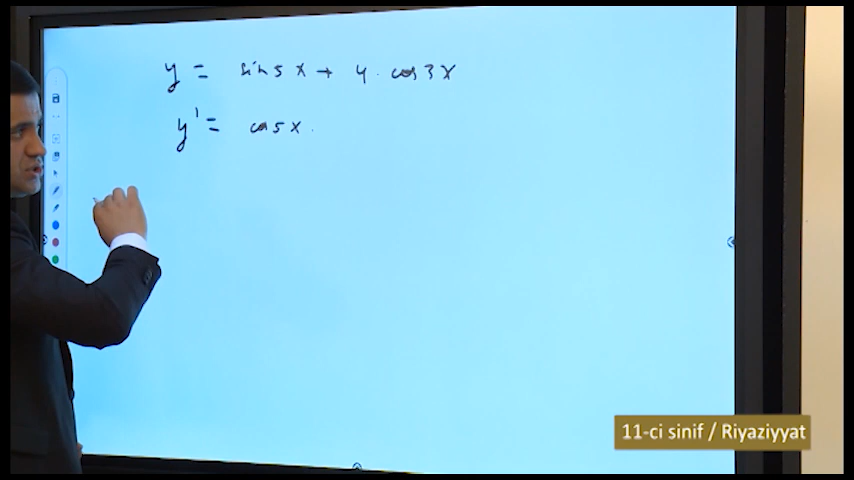 y = sin5x + 4 · cos3x
y' = cos5x ·
11-ci sinif / Riyaziyyat